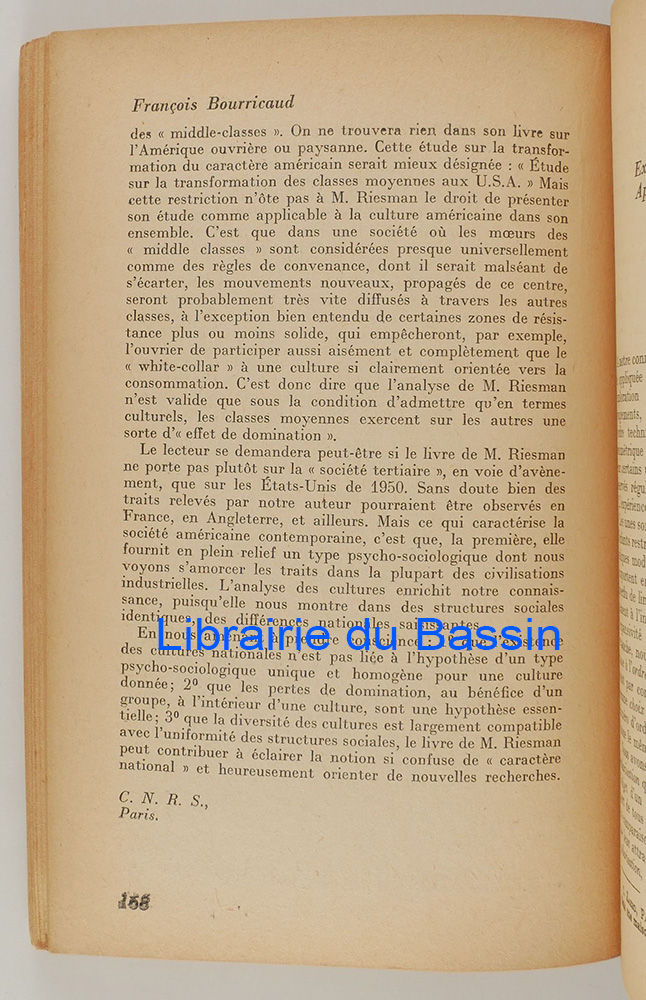 François Bourricaud
des « middle-classes ». On ne trouvera rien dans son livre sur
l'Amérique ouvrière ou paysanne. Cette étude sur la transfor-
mation du caractère américain serait mieux désignée : « Étude
sur la transformation des classes moyennes aux U.S.A. » Mais
cette restriction n'ôte pas à M. Riesman le droit de présenter
son étude comme applicable à la culture américaine dans son
ensemble. C'est que dans une société où les mœurs des
« middle classes » sont considérées presque universellement
comme des règles de convenance, dont il serait malséant de
s'écarter, les mouvements nouveaux, propagés de ce centre,
seront probablement très vite diffusés à travers les autres
classes, à l'exception bien entendu de certaines zones de résis-
tance plus ou moins solide, qui empêcheront, par exemple,
l'ouvrier de participer aussi aisément et complètement que le
« white-collar » à une culture si clairement orientée vers la
consommation. C'est donc dire que l'analyse de M. Riesman
n'est valide que sous la condition d'admettre qu'en termes
culturels, les classes moyennes exercent sur les autres une
sorte d'« effet de domination ».
Le lecteur se demandera peut-être si le livre de M. Riesman
ne porte pas plutôt sur la « société tertiaire », en voie d'avène-
ment, que sur les États-Unis de 1950. Sans doute bien des
traits relevés par notre auteur pourraient être observés en
France, en Angleterre, et ailleurs. Mais ce qui caractérise la
société américaine contemporaine, c'est que, la première, elle
fournit en plein relief un type psycho-sociologique dont nous
voyons s'amorcer les traits dans la plupart des civilisations
industrielles. L'analyse des cultures enrichit notre connais-
sance, puisqu'elle nous montre dans des structures sociales
identiques, des différences nationales saisissantes.
En nous amenant à prendre conscience : que l'existence
Librairie du Bassin
des cultures nationales n'est pas liée à l'hypothèse d'un type
psycho-sociologique unique et homogène pour une culture
donnée; 2° que les pertes de domination, au bénéfice d'un
groupe, à l'intérieur d'une culture, sont une hypothèse essen-
tielle; 3° que la diversité des cultures est largement compatible
avec l'uniformité des structures sociales, le livre de M. Riesman
peut contribuer à éclairer la notion si confuse de « caractère
national » et heureusement orienter de nouvelles recherches.
C. N. R. S.,
Paris.
158